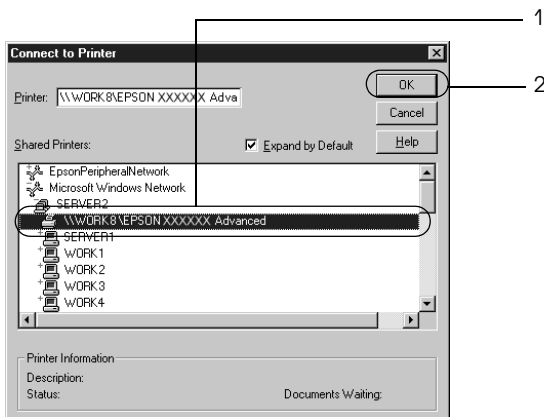 1
Connect to Printer
Printer: \\WORK8\EPSON XXXXXX Adva
OK
2
Cancel
Shared Printers:
Expand by Default
Help
EpsonPeripheralNetwork
Microsoft Windows Network
SERVER2
\\WORK8\EPSON XXXXXX Advanced
SERVER1
WORK1
WORK2
WORK3
WORK4
Printer Information
Description:
Status:
Documents Waiting: